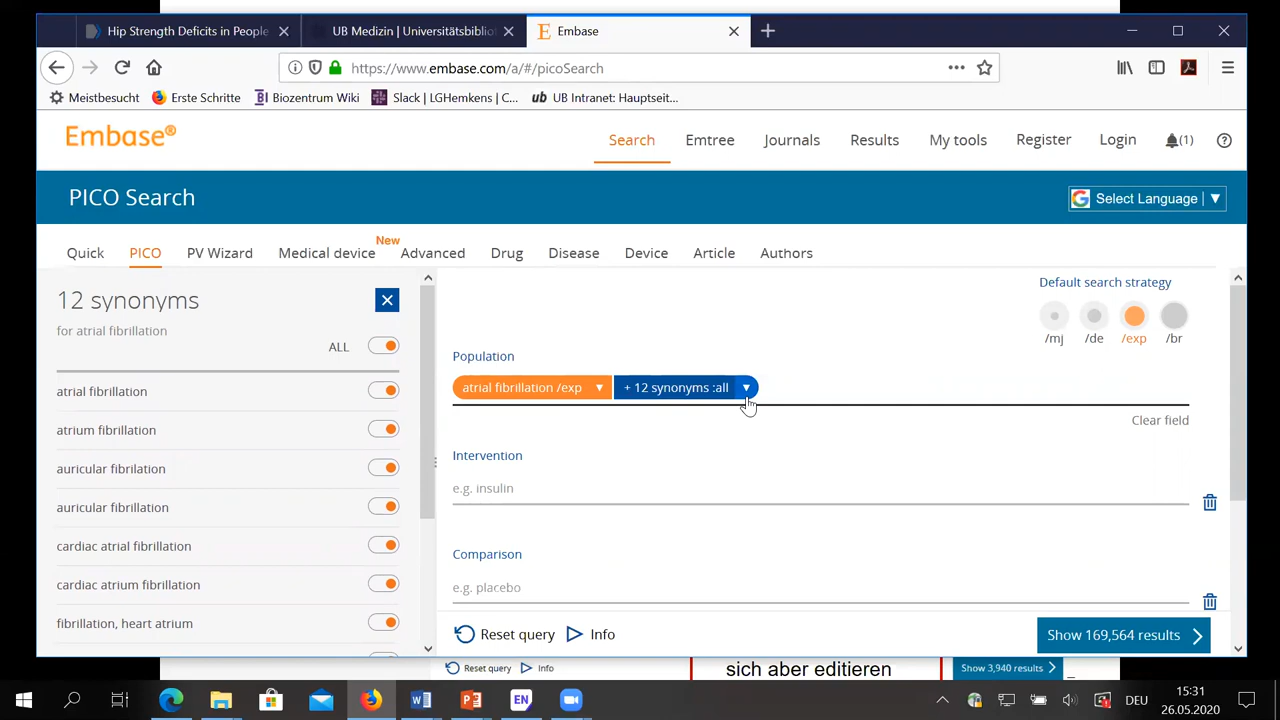 Hip Strength Deficits in People
UB Medizin | Universitätsbibliot
Embase
https://www.embase.com/a/#/picoSearch
Meistbesucht
Erste Schritte
Biozentrum Wiki
Slack | LGHemkens | C...
UB Intranet: Hauptseit...
Embase®
Search
Emtree
Journals
Results
My tools
Register
Login
(1)
PICO Search
Select Language
New
Quick
PICO
PV Wizard
Medical device
Advanced
Drug
Disease
Device
Article
Authors
12 synonyms
for atrial fibrillation
ALL
atrial fibrillation
atrium fibrillation
auricular fibrilation
auricular fibrillation
cardiac atrial fibrillation
cardiac atrium fibrillation
fibrillation, heart atrium
Default search strategy
/mj
/de
/exp
/br
Population
atrial fibrillation /exp
+ 12 synonyms :all
Clear field
Intervention
e.g. insulin
Comparison
e.g. placebo
Reset query
Info
Show 169,564 results
Reset query
Info
sich aber editieren
Show 3,940 results
DEU
15:31
26.05.2020